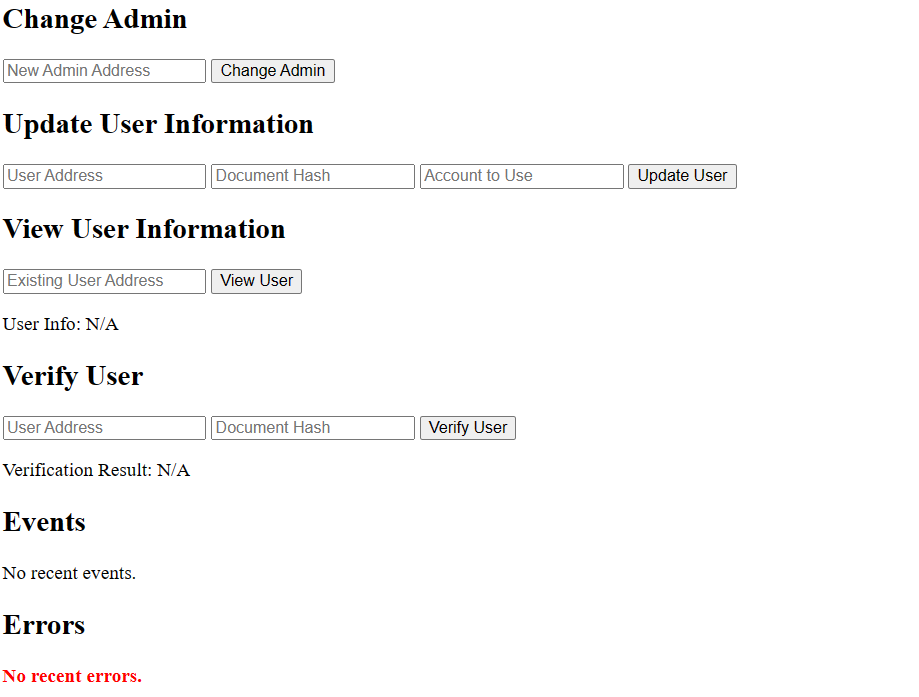 Change Admin
New Admin Address Change Admin
Update User Information
User Address Document Hash Account to Use Update User
View User Information
Existing User Address View User
User Info: N/A
Verify User
User Address Document Hash Verify User
Verification Result: N/A
Events
No recent events.
Errors
No recent errors.